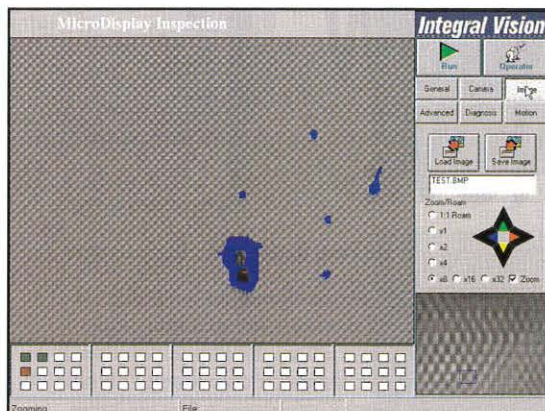 MicroDisplay Inspection
Integral Vision
Run
Operator
General
Camera
Image
Advanced
Diagnosis
Motion
Load Image
Save Image
TEST.BMP
Zoom/Roam
1:1 Roam
x1
x2
x4
x8
x16
x32
Zoom
Zooming
File: